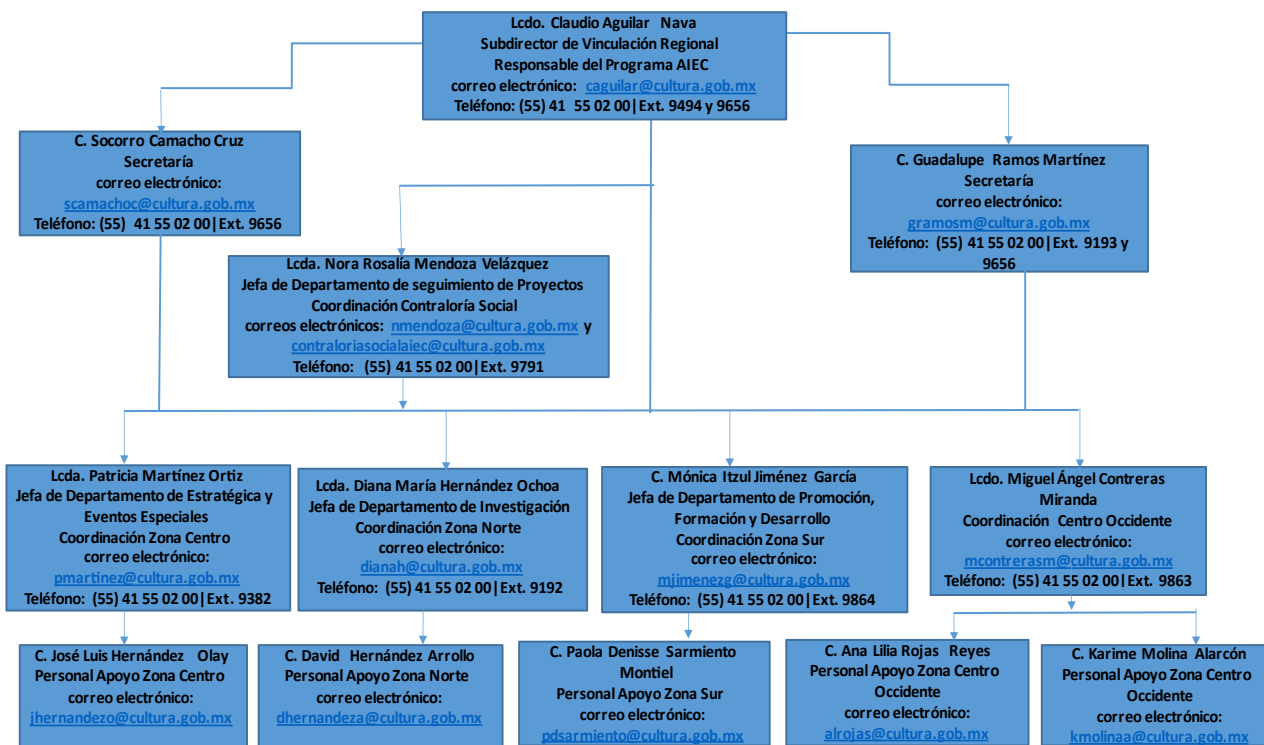 Lcdo. Claudio Aguilar Nava
Subdirector de Vinculación Regional
Responsable del Programa AIEC
correo electrónico: caguilar@cultura.gob.mx
Teléfono: (55) 41 55 02 00|Ext. 9494 y 9656
C. Socorro Camacho Cruz
Secretaría
correo electrónico:
scamachoc@cultura.gob.mx
Teléfono: (55) 41 55 02 00|Ext. 9656
C. Guadalupe Ramos Martínez
Secretaría
correo electrónico:
gramosm@cultura.gob.mx
Teléfono: (55) 41 55 02 00|Ext. 9193 y
9656
Lcda. Nora Rosalía Mendoza Velázquez
Jefa de Departamento de seguimiento de Proyectos
Coordinación Contraloría Social
correos electrónicos: nmendoza@cultura.gob.mx y
contraloriasocialaiec@cultura.gob.mx
Teléfono: (55) 41 55 02 00|Ext. 9791
Lcda. Patricia Martínez Ortiz
Jefa de Departamento de Estratégica y
Eventos Especiales
Coordinación Zona Centro
correo electrónico:
pmartinez@cultura.gob.mx
Teléfono: (55) 41 55 02 00|Ext. 9382
Lcda. Diana María Hernández Ochoa
Jefa de Departamento de Investigación
Coordinación Zona Norte
correo electrónico:
dianah@cultura.gob.mx
Teléfono: (55) 41 55 02 00|Ext. 9192
C. Mónica Itzul Jiménez García
Jefa de Departamento de Promoción,
Formación y Desarrollo
Coordinación Zona Sur
correo electrónico:
mjimenezg@cultura.gob.mx
Teléfono: (55) 41 55 02 00|Ext. 9864
Lcdo. Miguel Ángel Contreras
Miranda
Coordinación Centro Occidente
correo electrónico:
mcontrerasm@cultura.gob.mx
Teléfono: (55) 41 55 02 00|Ext. 9863
C. José Luis Hernández Olay
Personal Apoyo Zona Centro
correo electrónico:
jhernandezo@cultura.gob.mx
C. David Hernández Arrollo
Personal Apoyo Zona Norte
correo electrónico:
dhernandeza@cultura.gob.mx
C. Paola Denisse Sarmiento
Montiel
Personal Apoyo Zona Sur
correo electrónico:
pdsarmiento@cultura.gob.mx
C. Ana Lilia Rojas Reyes
Personal Apoyo Zona Centro
Occidente
correo electrónico:
alrojas@cultura.gob.mx
C. Karime Molina Alarcón
Personal Apoyo Zona Centro
Occidente
correo electrónico:
kmolinaa@cultura.gob.mx